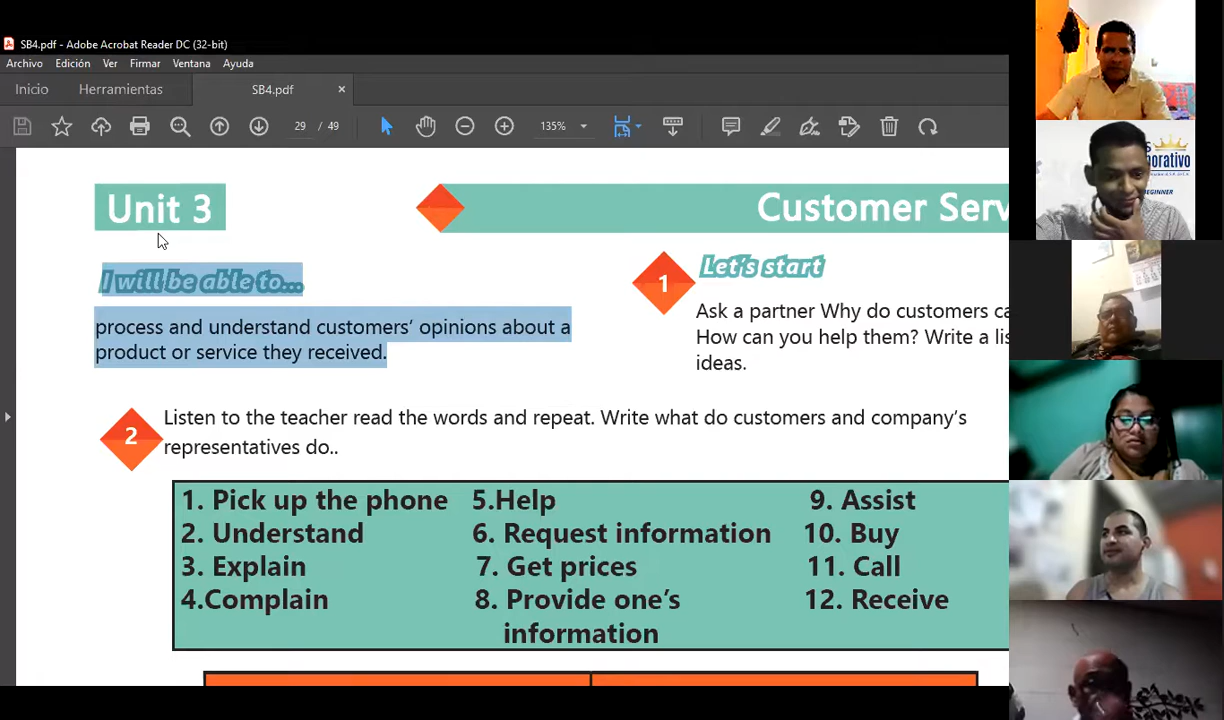 SB4.pdf - Adobe Acrobat Reader DC (32-bit)
Archivo Edición Ver Firmar Ventana Ayuda
Inicio Herramientas SB4.pdf ×
29 / 49 135%
Unit 3
Customer Serv
I will be able to...
process and understand customers’ opinions about a
product or service they received.
1
Let's start
Ask a partner Why do customers ca
How can you help them? Write a lis
ideas.
2
Listen to the teacher read the words and repeat. Write what do customers and company’s
representatives do..
1. Pick up the phone 5.Help 9. Assist
2. Understand 6. Request information 10. Buy
3. Explain 7. Get prices 11. Call
4.Complain 8. Provide one’s 12. Receive
information
S
porativo
EGINNER